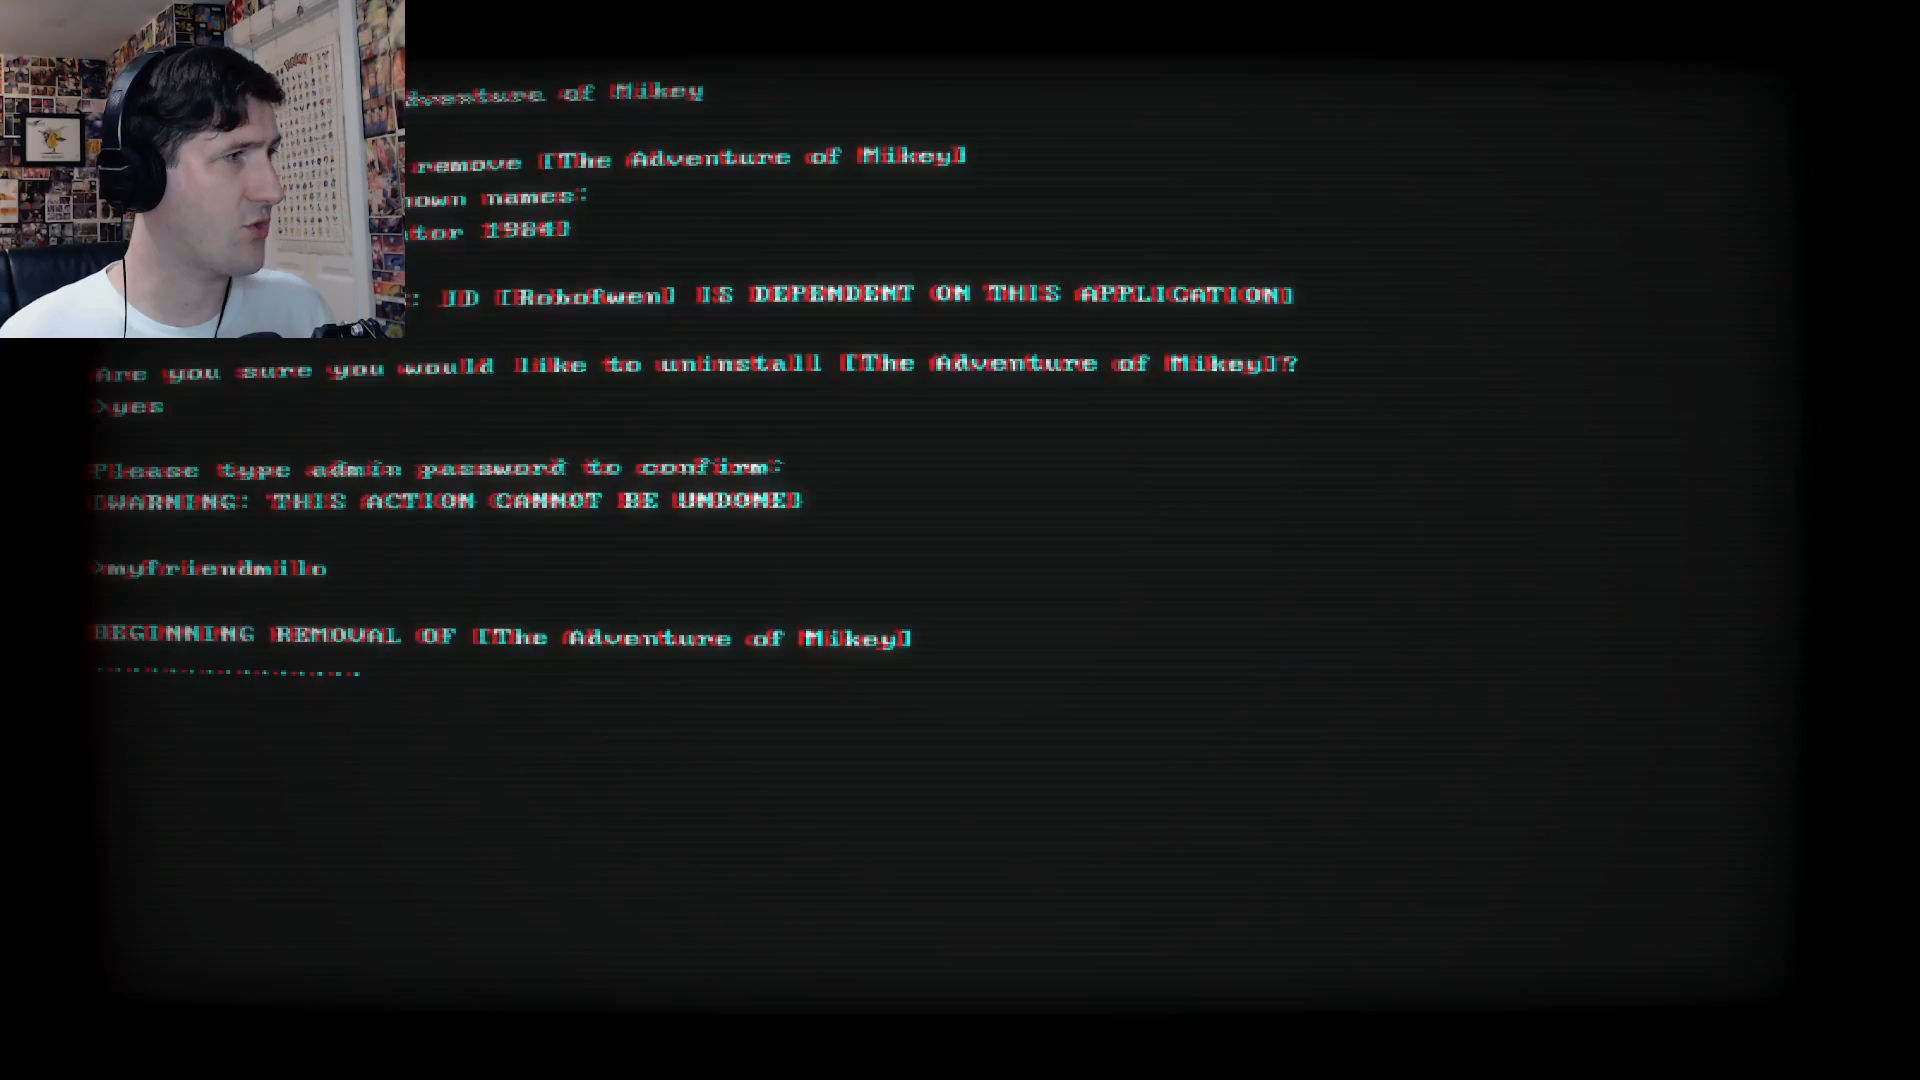 dventure of Mikey
remove [The Adventure of Mikey]
nown names:
ator 1984]
: ID [Robofwen] IS DEPENDENT ON THIS APPLICATION]
Are you sure you would like to uninstall [The Adventure of Mikey]?
>yes
Please type admin password to confirm:
[WARNING: THIS ACTION CANNOT BE UNDONE]
>myfriendmilo
BEGINNING REMOVAL OF [The Adventure of Mikey]
..............................